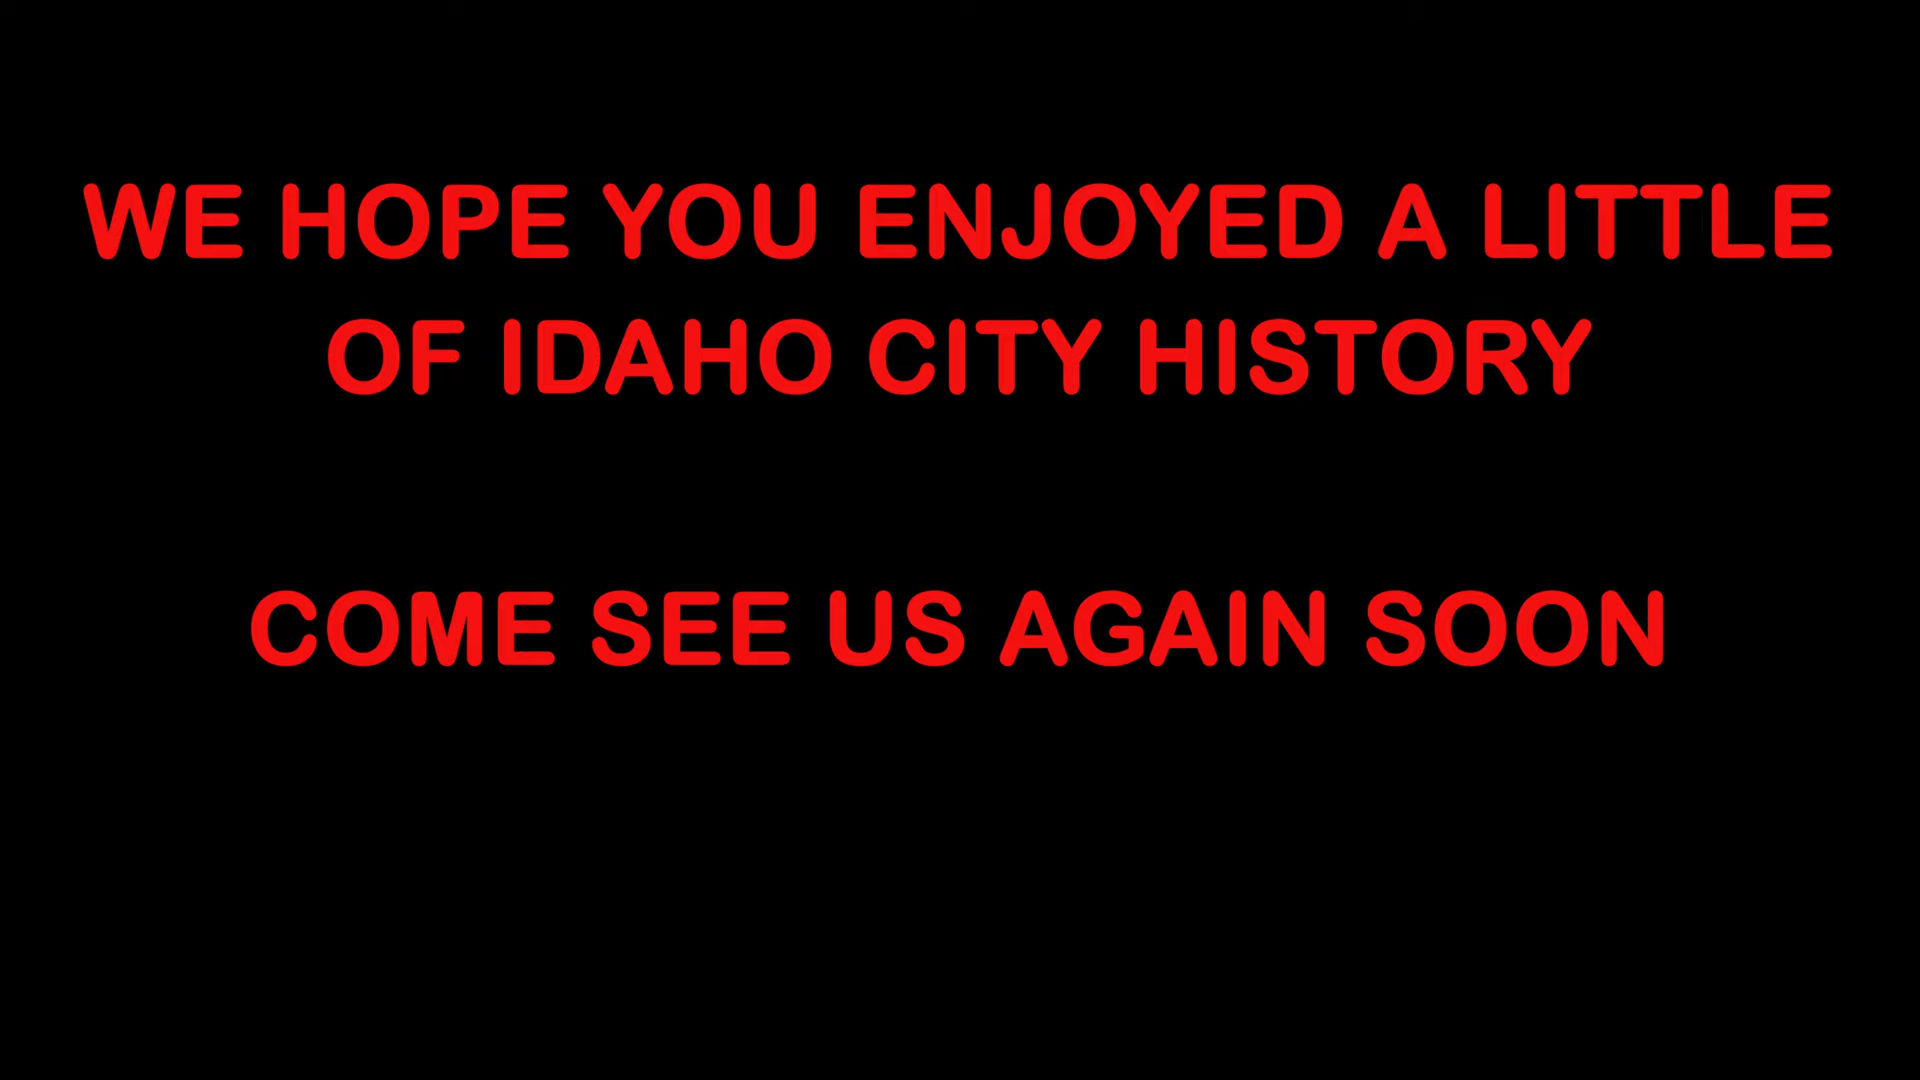 WE HOPE YOU ENJOYED A LITTLE
OF IDAHO CITY HISTORY
COME SEE US AGAIN SOON